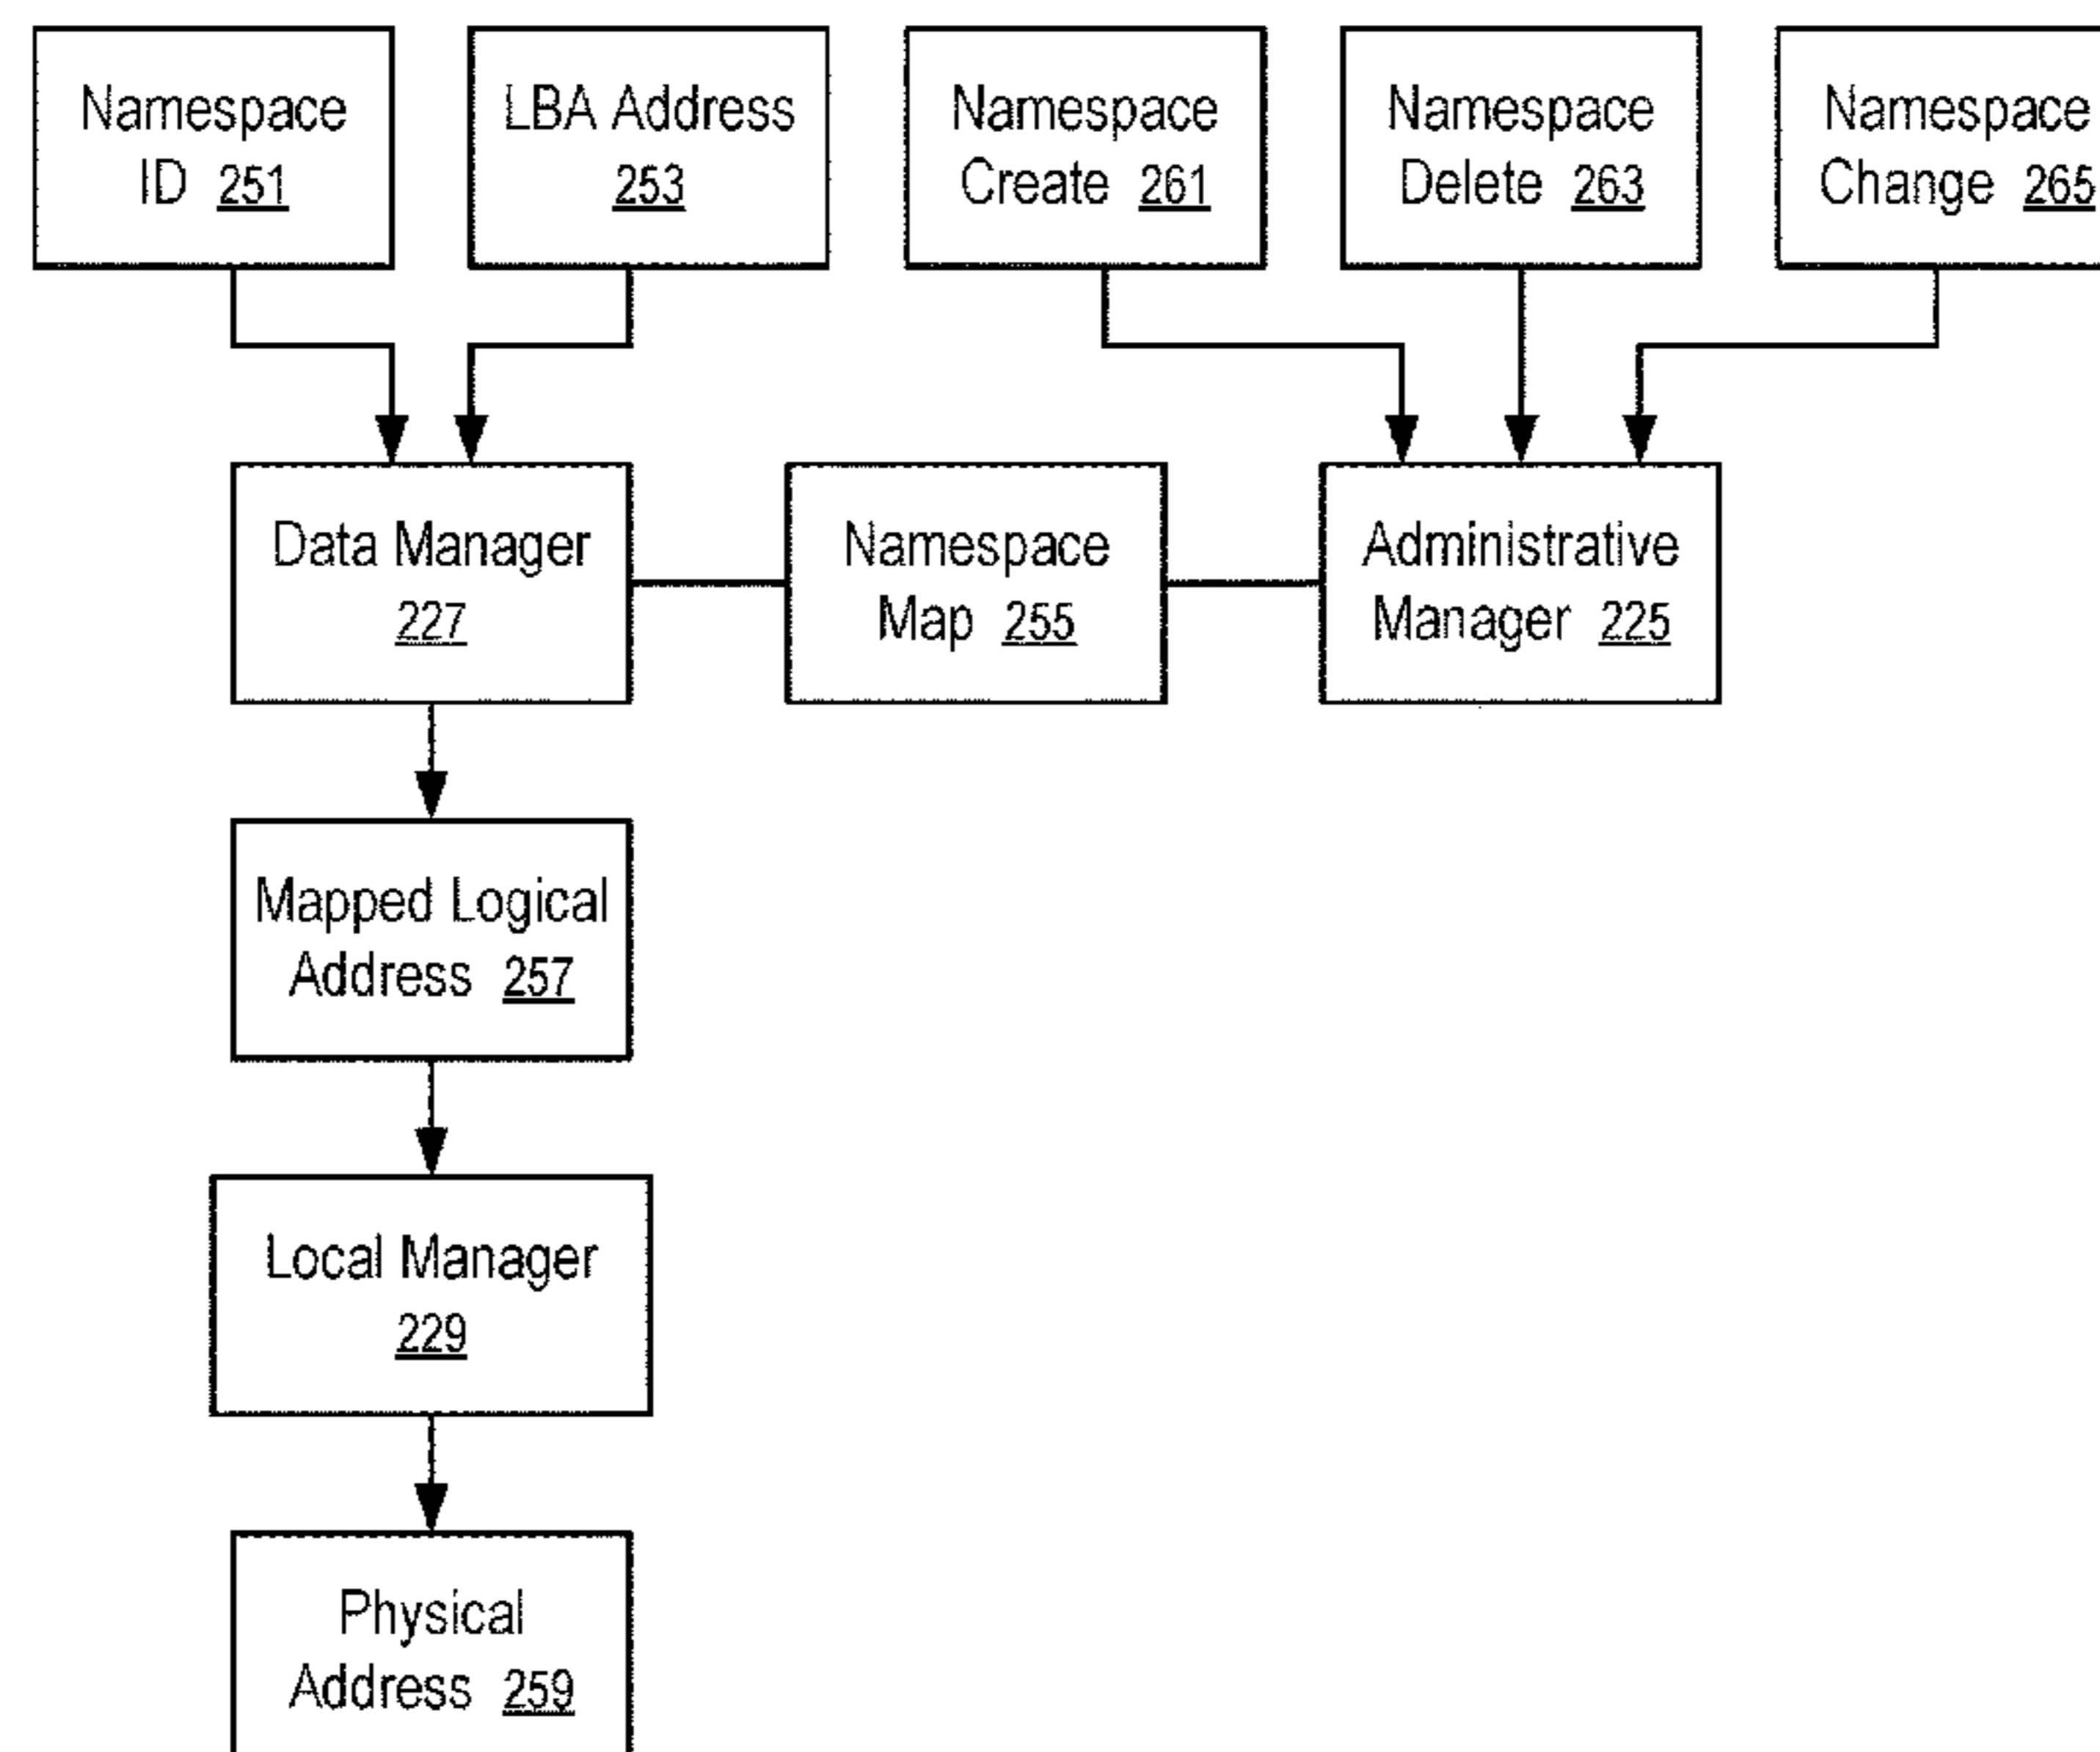 Namespace
ID 251
LBA Address
253
Namespace
Create 261
Namespace
Delete 263
Namespace
Change 265
Data Manager
227
Namespace
Map 255
Administrative
Manager 225
Mapped Logical
Address 257
Local Manager
229
Physical
Address 259